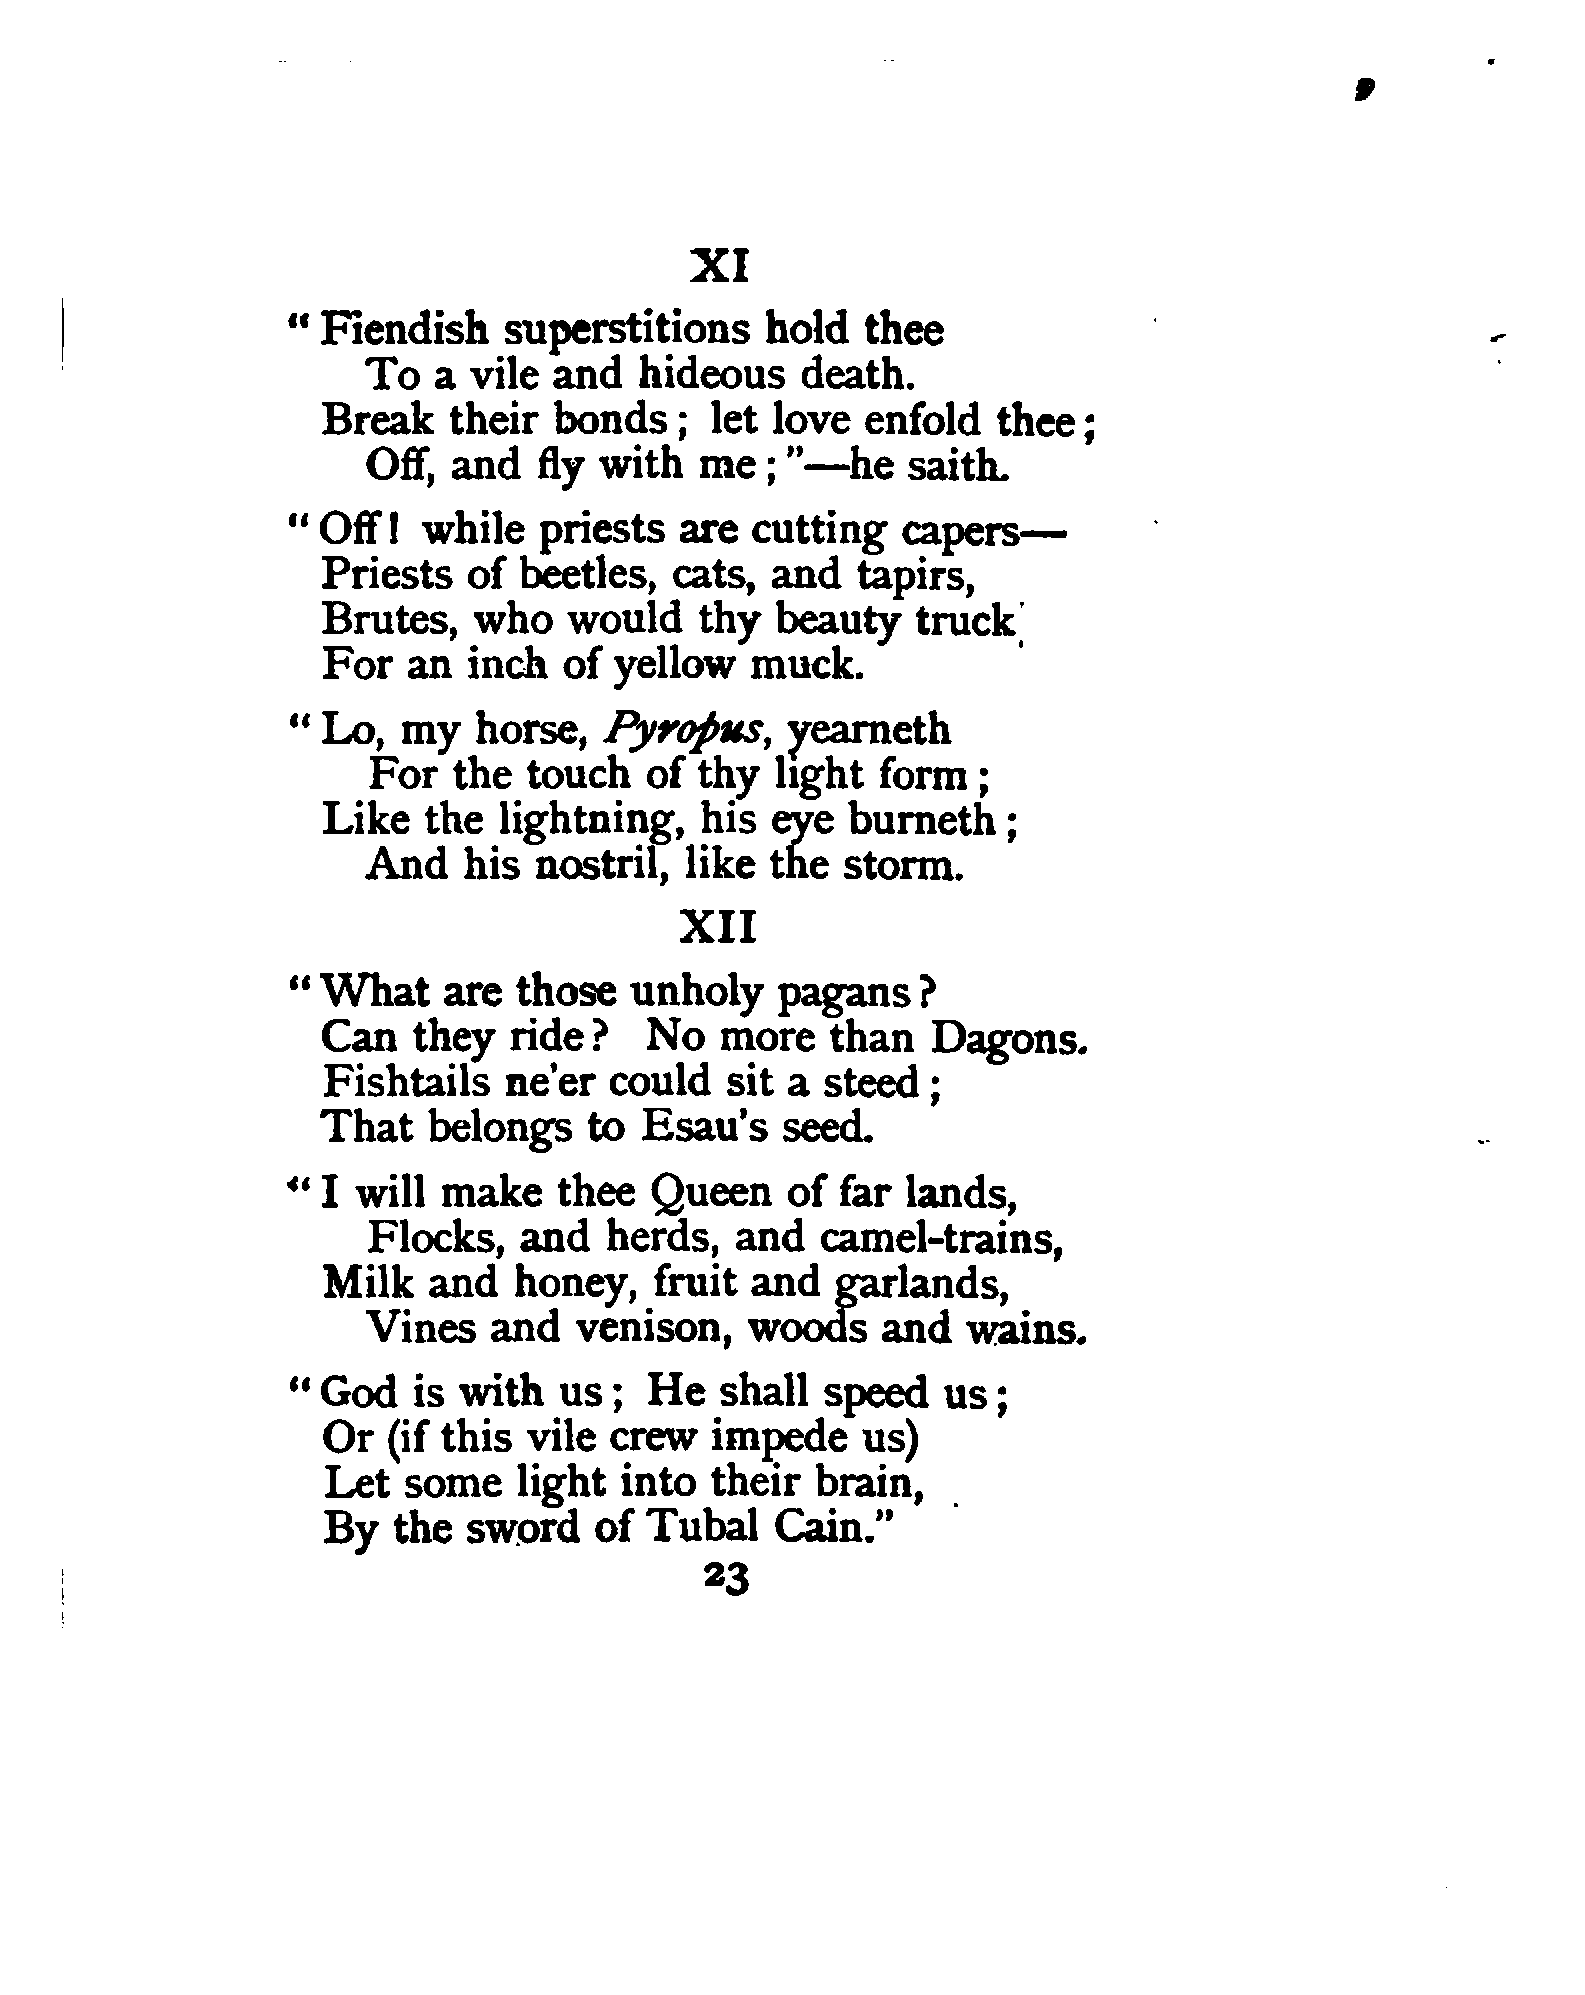 XI
“Fiendish superstitions hold thee
To a vile and hideous death.
Break their bonds; let love enfold thee;
Off, and fly with me;”—he saith.
“Off! while priests are cutting capers—
Priests of beetles, cats, and tapirs,
Brutes, who would thy beauty truck
For an inch of yellow muck.
“Lo, my horse, Pyropus, yearneth
For the touch of thy light form;
Like the lightning, his eye burneth;
And his nostril, like the storm.
XII
“What are those unholy pagans?
Can they ride? No more than Dagons.
Fishtails ne'er could sit a steed;
That belongs to Esau's seed.
“I will make thee Queen of far lands,
Flocks, and herds, and camel-trains,
Milk and honey, fruit and garlands,
Vines and venison, woods and wains.
“God is with us; He shall speed us;
Or (if this vile crew impede us)
Let some light into their brain,
By the sword of Tubal Cain.”
23